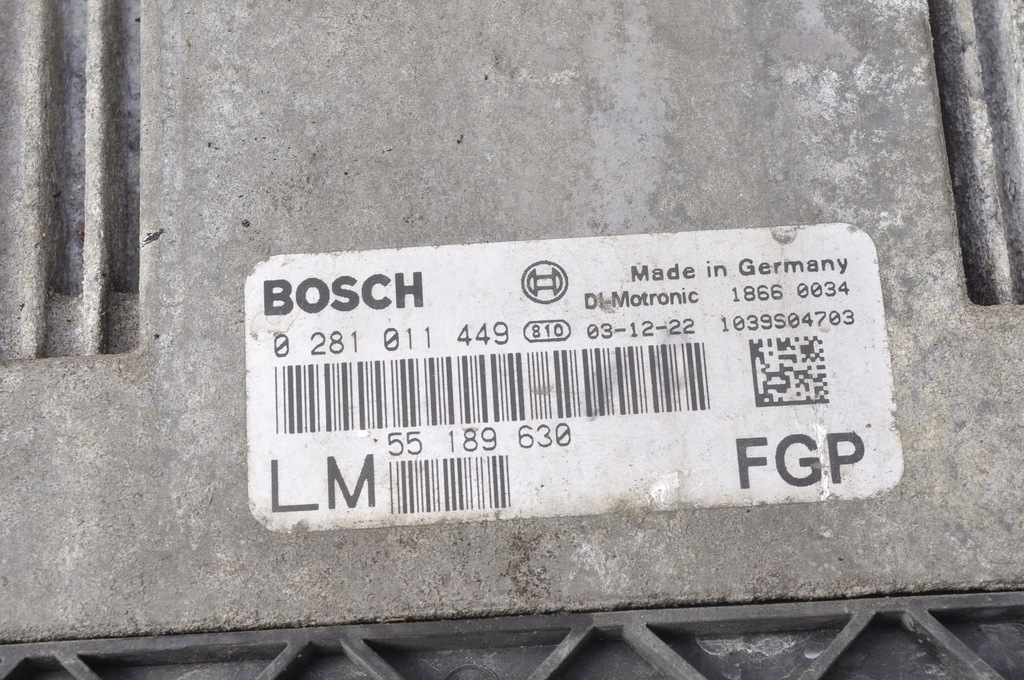 BOSCH Made in Germany
DI-Motronic 1866 0034
0 281 011 449 810 03-12-22 1039S04703
55 189 630
LM FGP